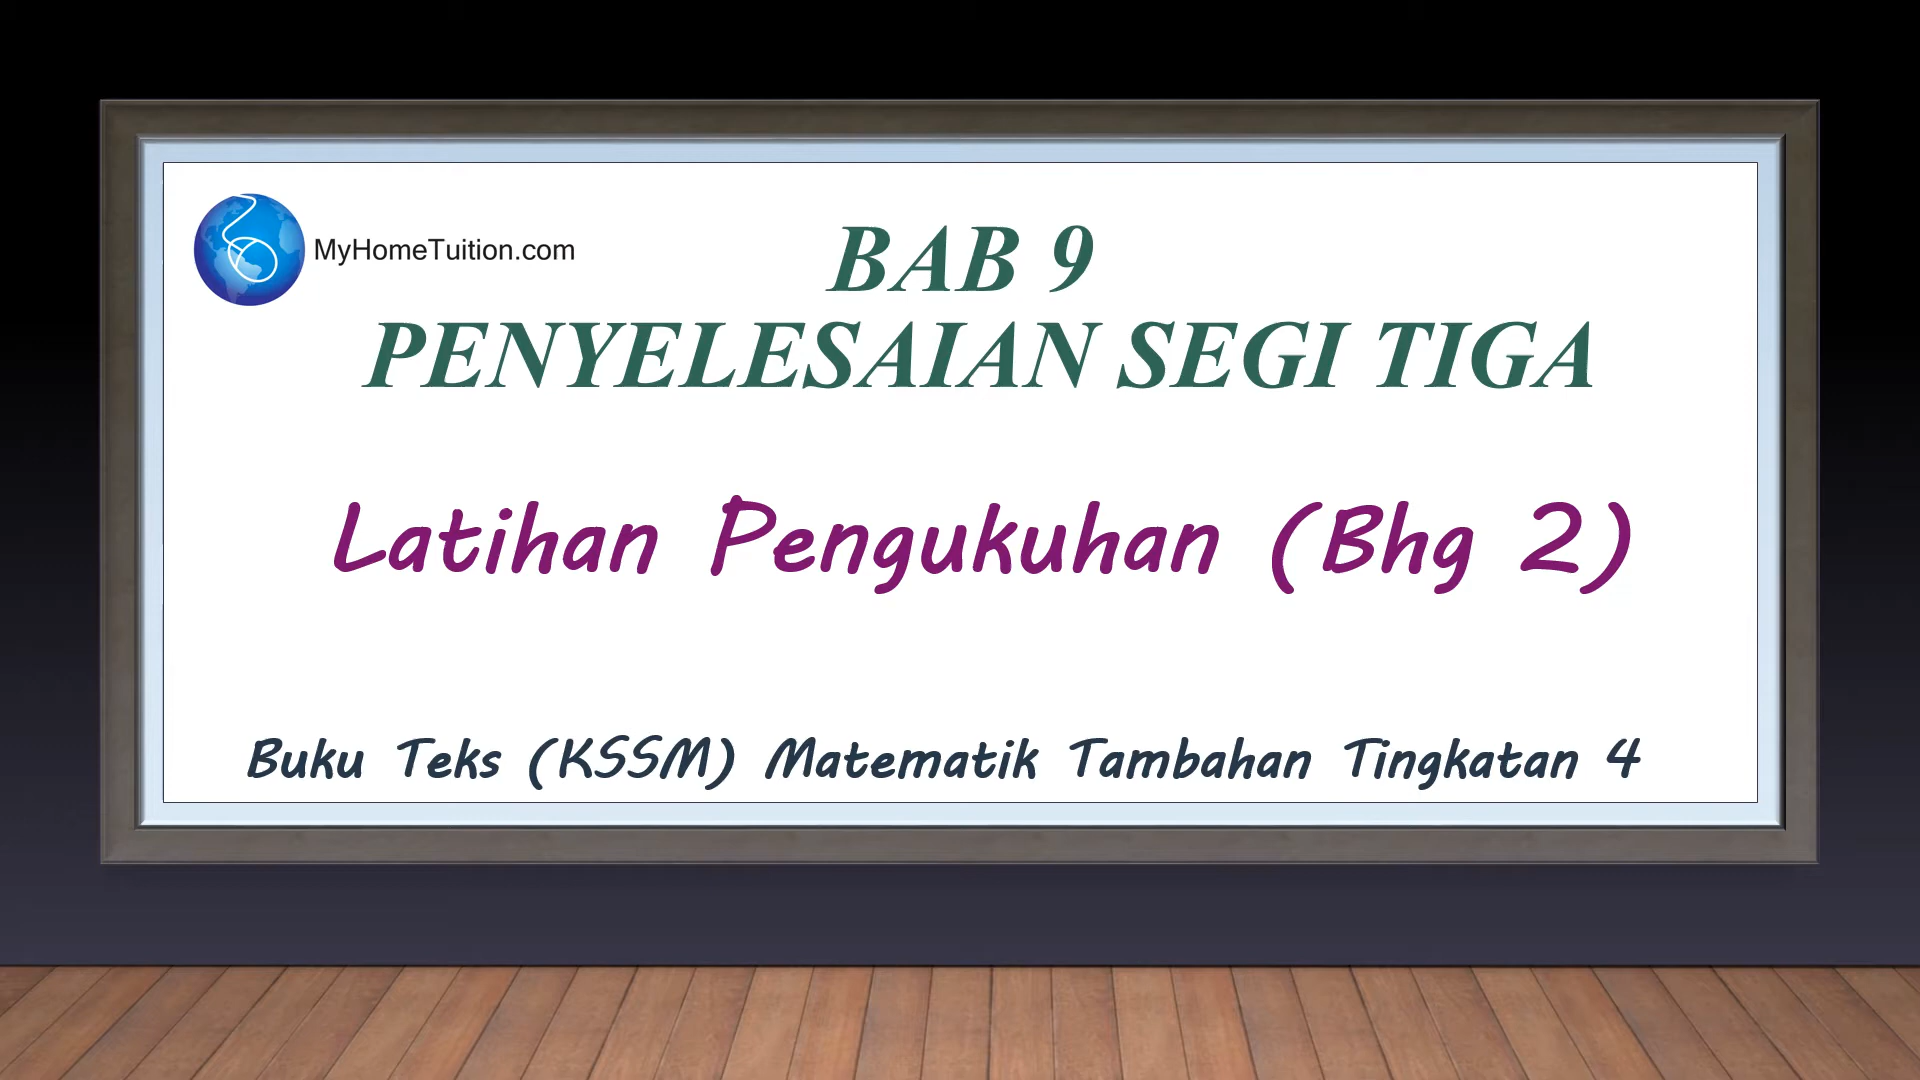 MyHomeTuition.com
BAB 9
PENYELESAIAN SEGI TIGA
Latihan Pengukuhan (Bhg 2)
Buku Teks (KSSM) Matematik Tambahan Tingkatan 4